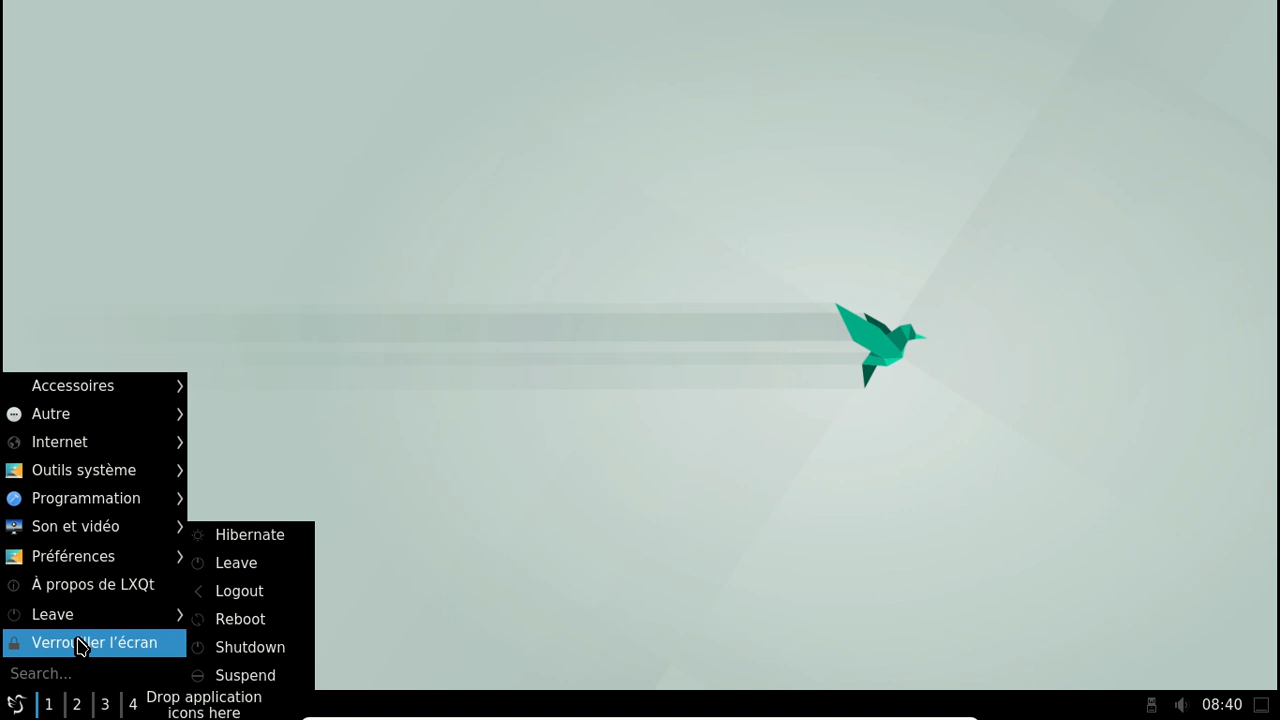 Accessoires
Autre
Internet
Outils système
Programmation
Son et vidéo
Préférences
À propos de LXQt
Leave
Verrouiller l’écran
Search...
Hibernate
Leave
Logout
Reboot
Shutdown
Suspend
1 2 3 4
Drop application
icons here
08:40